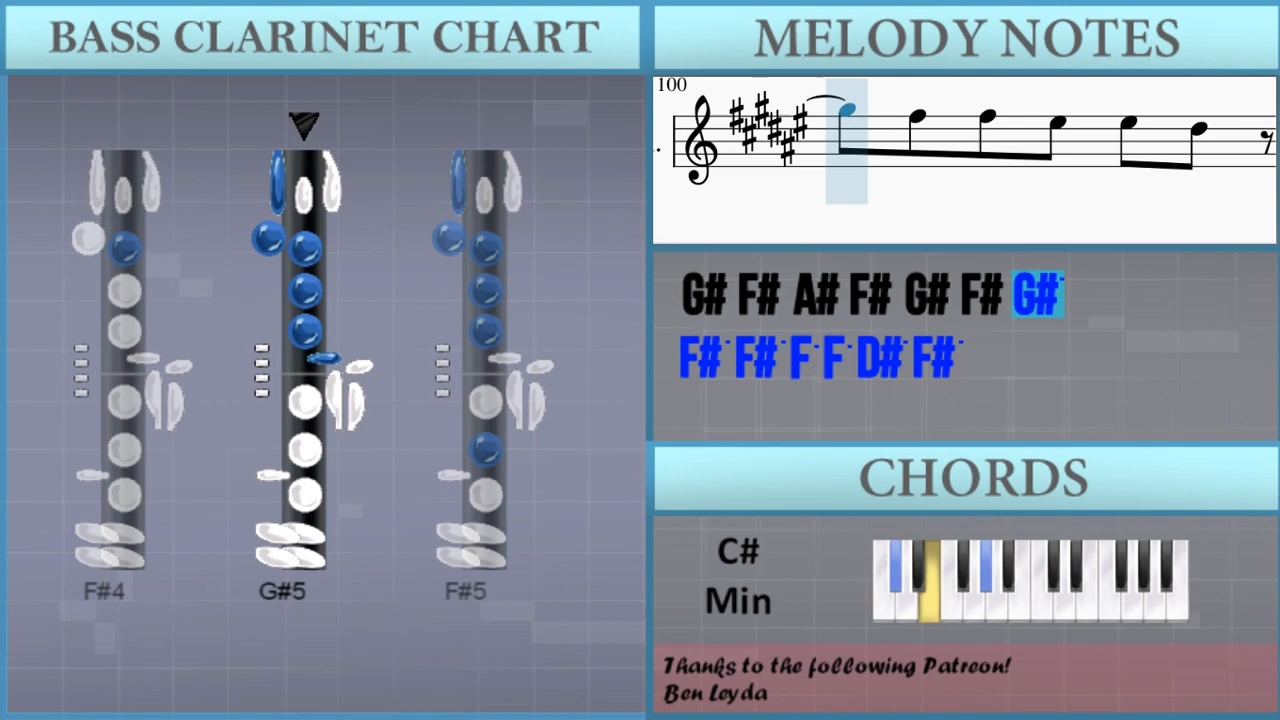 BASS CLARINET CHART
F#4 G#5 F#5
MELODY NOTES
100
G# F# A# F# G# F# G#˙
F#˙ F#˙ F˙ F˙ D#˙ F#˙
CHORDS
C#
Min
Thanks to the following Patreon!
Ben Leyda